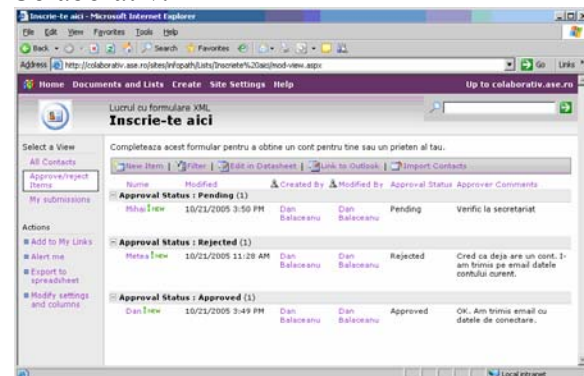 Inscrie-te aici - Microsoft Internet Explorer
File Edit View Favorites Tools Help
Back Search Favorites
Address http://colaborativ.ase.ro/sites/infopath/Lists/Inscriete%20aici/mod-view.aspx Go Links
Home Documents and Lists Create Site Settings Help Up to colaborativ.ase.ro
Lucrul cu formulare XML
Inscrie-te aici
Select a View
Completeaza acest formular pentru a obtine un cont pentru tine sau un prieten al tau.
All Contacts
Approve/reject Items
My submissions
New Item | Filter | Edit in Datasheet | Link to Outlook | Import Contacts
Nume Modified Created By Modified By Approval Status Approver Comments
Approval Status : Pending (1)
Mihai NEW 10/21/2005 3:50 PM Dan Balaceanu Dan Balaceanu Pending Verific la secretariat
Actions
Add to My Links
Alert me
Export to spreadsheet
Modify settings and columns
Approval Status : Rejected (1)
Metea NEW 10/21/2005 11:28 AM Dan Balaceanu Dan Balaceanu Rejected Cred ca deja are un cont. I-am trimis pe email datele contului curent.
Approval Status : Approved (1)
Dan NEW 10/21/2005 3:49 PM Dan Balaceanu Dan Balaceanu Approved OK. Am trimis email cu datele de conectare.
Local intranet